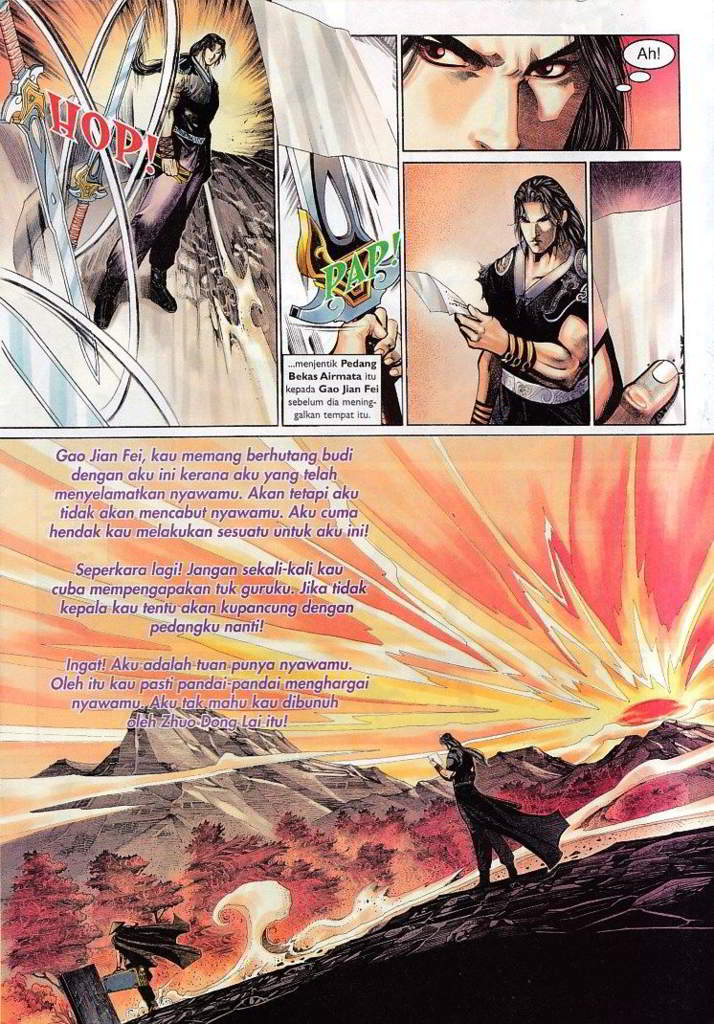 HOP!
PAP!
...menjentik Pedang
Bekas Airmata itu
kepada Gao Jian Fei
sebelum dia mening-
galkan tempat itu.
Ah!
Gao Jian Fei, kau memang berhutang budi
dengan aku ini kerana aku yang telah
menyelamatkan nyawamu. Akan tetapi aku
tidak akan mencabut nyawamu. Aku cuma
hendak kau melakukan sesuatu untuk aku ini!
Seperkara lagi! Jangan sekali-kali kau
cuba mempengapakan tuk guruku. Jika tidak
kepala kau tentu akan kupancung dengan
pedangku nanti!
Ingat! Aku adalah tuan punya nyawamu.
Oleh itu kau pasti pandai-pandai menghargai
nyawamu. Aku tak mahu kau dibunuh
oleh Zhuo Dong Lai itu!